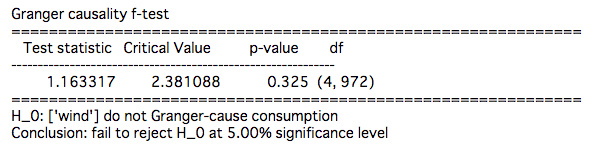 Granger causality f-test
==============================================================
Test statistic Critical Value p-value df
--------------------------------------------------------------
1.163317 2.381088 0.325 (4, 972)
==============================================================
H_0: ['wind'] do not Granger-cause consumption
Conclusion: fail to reject H_0 at 5.00% significance level